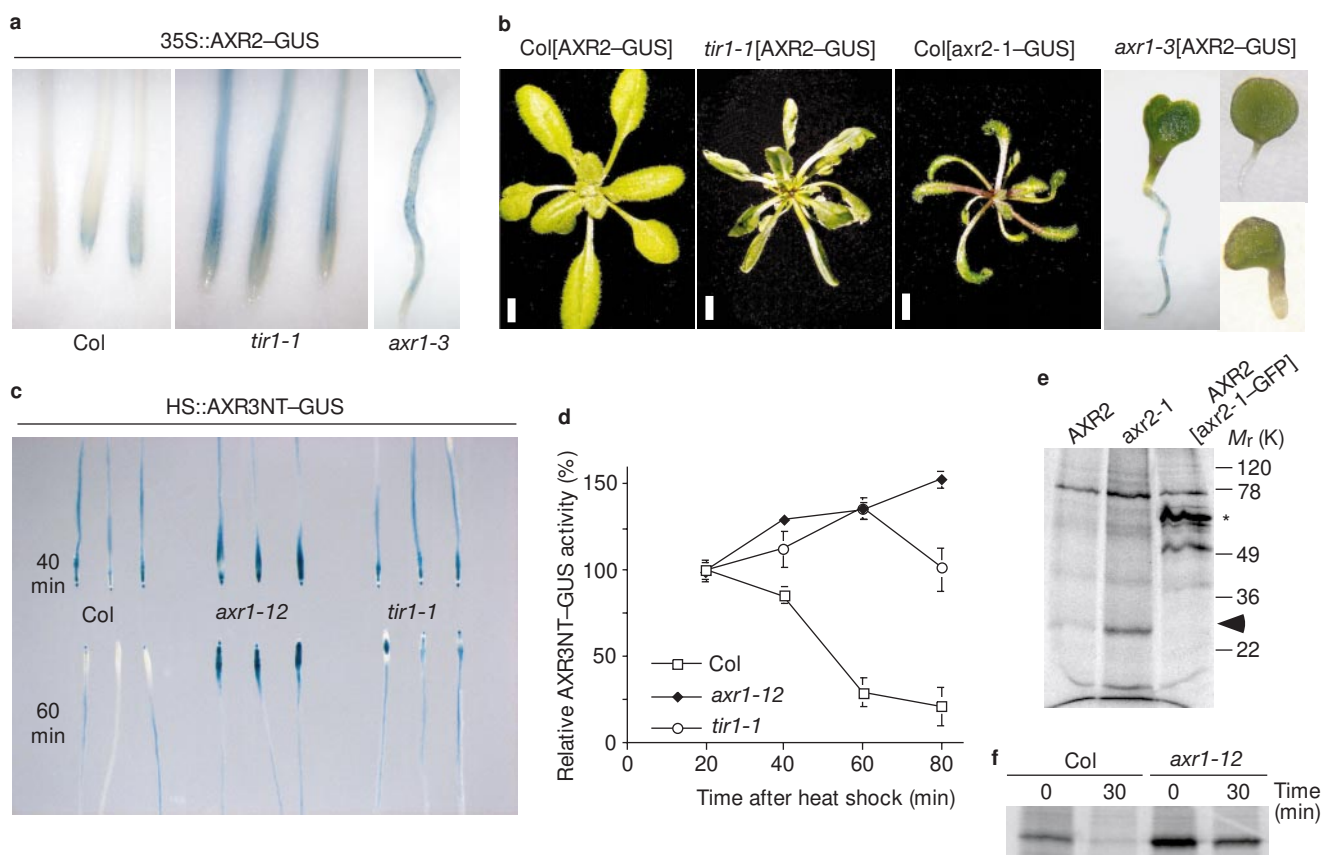 a
35S::AXR2–GUS
Col
tir1-1
axr1-3
b
Col[AXR2–GUS]
tir1-1[AXR2–GUS]
Col[axr2-1–GUS]
axr1-3[AXR2–GUS]
c
HS::AXR3NT–GUS
40
min
Col
axr1-12
tir1-1
60
min
d
Relative AXR3NT–GUS activity (%)
150
100
50
0
0
20
40
60
80
Time after heat shock (min)
Col
axr1-12
tir1-1
e
AXR2
axr2-1
AXR2
[axr2-1–GFP]
Mr (K)
120
78
*
49
36
22
f
Col
axr1-12
0
30
0
30
Time
(min)